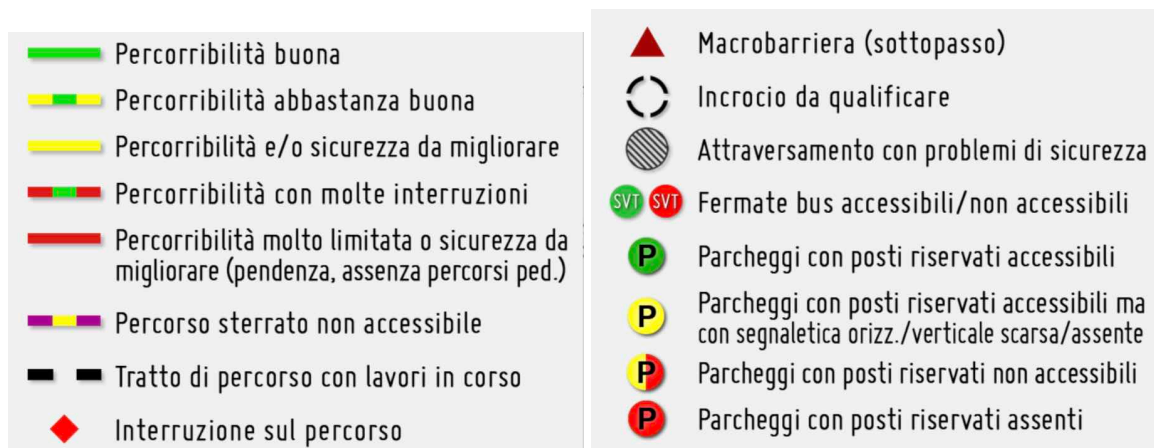 Percorribilità buona
Percorribilità abbastanza buona
Percorribilità e/o sicurezza da migliorare
Percorribilità con molte interruzioni
Percorribilità molto limitata o sicurezza da
migliorare (pendenza, assenza percorsi ped.)
Percorso sterrato non accessibile
Tratto di percorso con lavori in corso
Interruzione sul percorso
Macrobarriera (sottopasso)
Incrocio da qualificare
Attraversamento con problemi di sicurezza
SVT SVT Fermate bus accessibili/non accessibili
P Parcheggi con posti riservati accessibili
P Parcheggi con posti riservati accessibili ma
con segnaletica orizz./verticale scarsa/assente
P Parcheggi con posti riservati non accessibili
P Parcheggi con posti riservati assenti